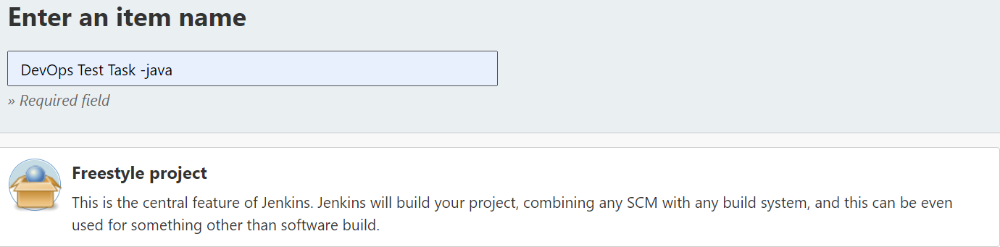 Enter an item name
DevOps Test Task -java
» Required field
Freestyle project
This is the central feature of Jenkins. Jenkins will build your project, combining any SCM with any build system, and this can be even
used for something other than software build.